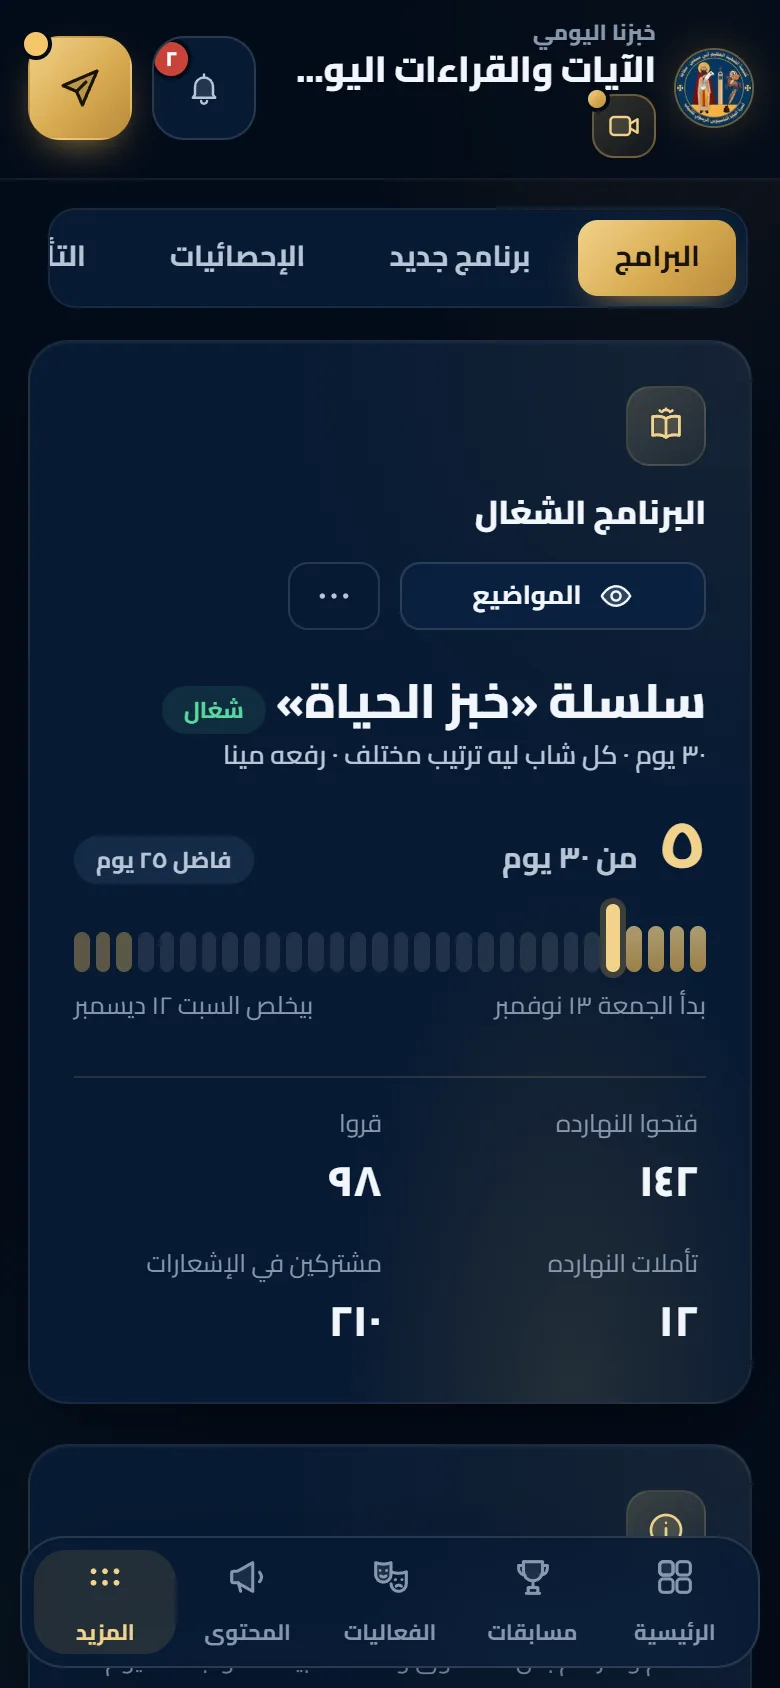 خبزنا اليومي
الآيات والقراءات اليو...
٢
البرامج
برنامج جديد
الإحصائيات
التأ
البرنامج الشغال
المواضيع
سلسلة «خبز الحياة»
شغال
٣٠ يوم · كل شاب ليه ترتيب مختلف · رفعه مينا
٥ من ٣٠ يوم
فاضل ٢٥ يوم
بدأ الجمعة ١٣ نوفمبر
بيخلص السبت ١٢ ديسمبر
فتحوا النهارده
١٤٢
قروا
٩٨
تأملات النهارده
١٢
مشتركين في الإشعارات
٢١٠
الرئيسية
مسابقات
الفعاليات
المحتوى
المزيد